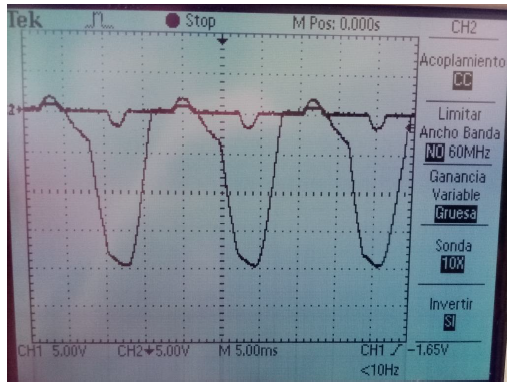 Tek Stop M Pos: 0.000s CH2
Acoplamiento
CC
2
Limitar
Ancho Banda
NO 60MHz
Ganancia
Variable
Gruesa
Sonda
10X
Invertir
SI
CH1 5.00V CH2 5.00V M 5.00ms CH1 -1.65V
<10Hz